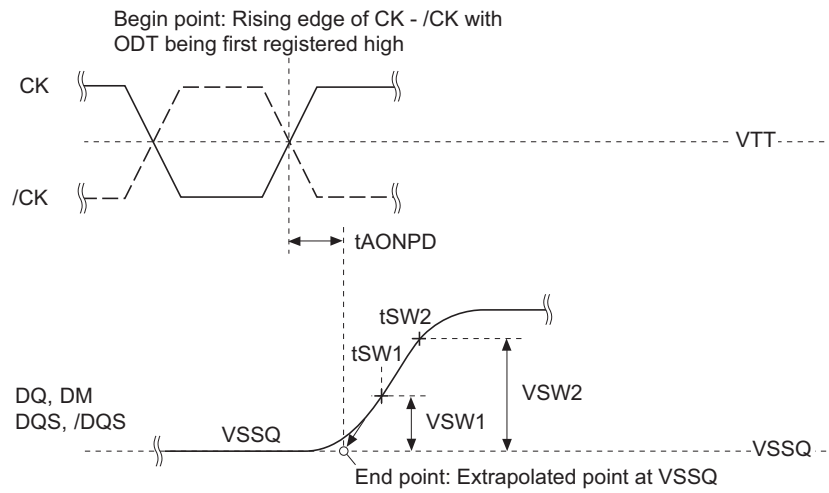 Begin point: Rising edge of CK - /CK with
ODT being first registered high
CK
VTT
/CK
tAONPD
tSW2
tSW1
DQ, DM
DQS, /DQS
VSSQ
VSW1
VSW2
VSSQ
End point: Extrapolated point at VSSQ